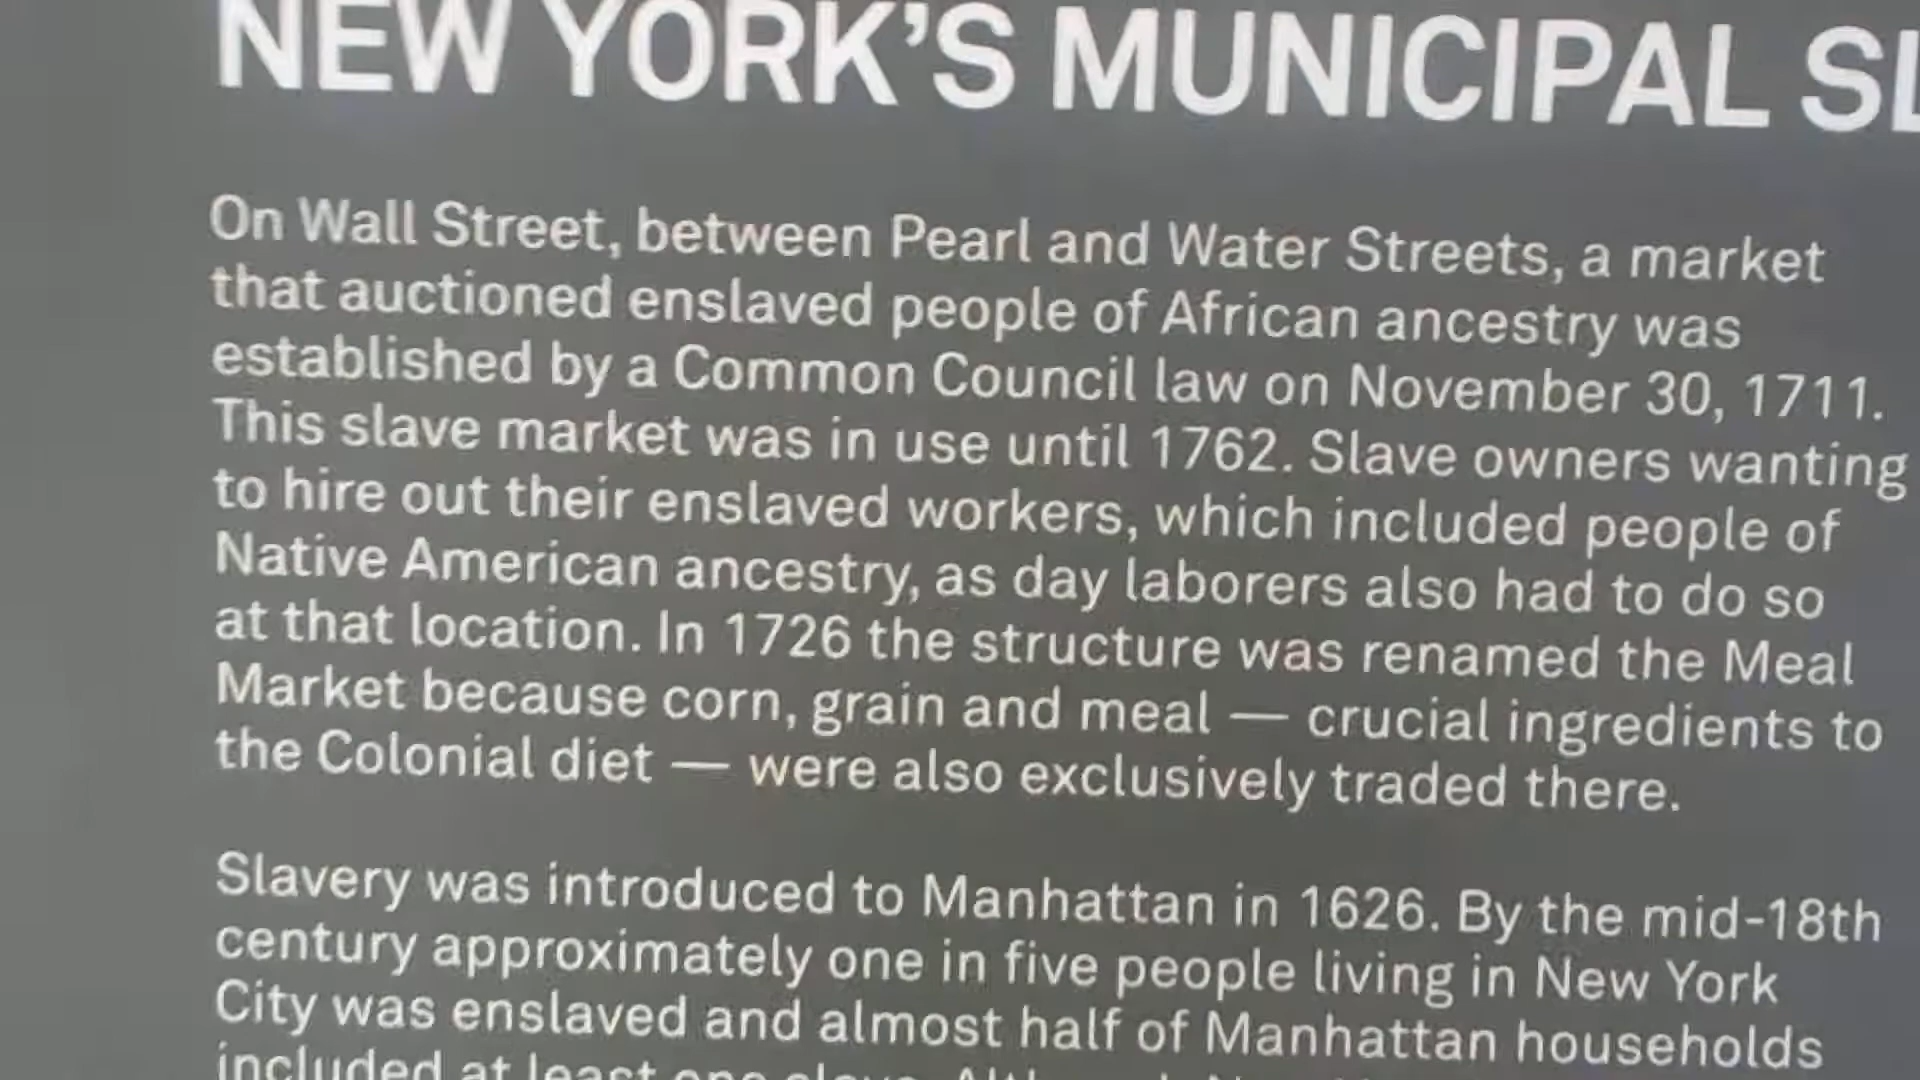 NEW YORK'S MUNICIPAL SL
On Wall Street, between Pearl and Water Streets, a market
that auctioned enslaved people of African ancestry was
established by a Common Council law on November 30, 1711.
This slave market was in use until 1762. Slave owners wanting
to hire out their enslaved workers, which included people of
Native American ancestry, as day laborers also had to do so
at that location. In 1726 the structure was renamed the Meal
Market because corn, grain and meal — crucial ingredients to
the Colonial diet — were also exclusively traded there.
Slavery was introduced to Manhattan in 1626. By the mid-18th
century approximately one in five people living in New York
City was enslaved and almost half of Manhattan households
included at least one slave.